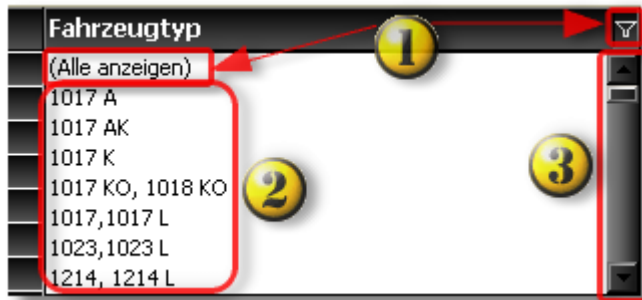 Fahrzeugtyp
1
(Alle anzeigen)
1017 A
1017 AK
1017 K
1017 KO, 1018 KO
1017,1017 L
1023,1023 L
1214, 1214 L
2
3